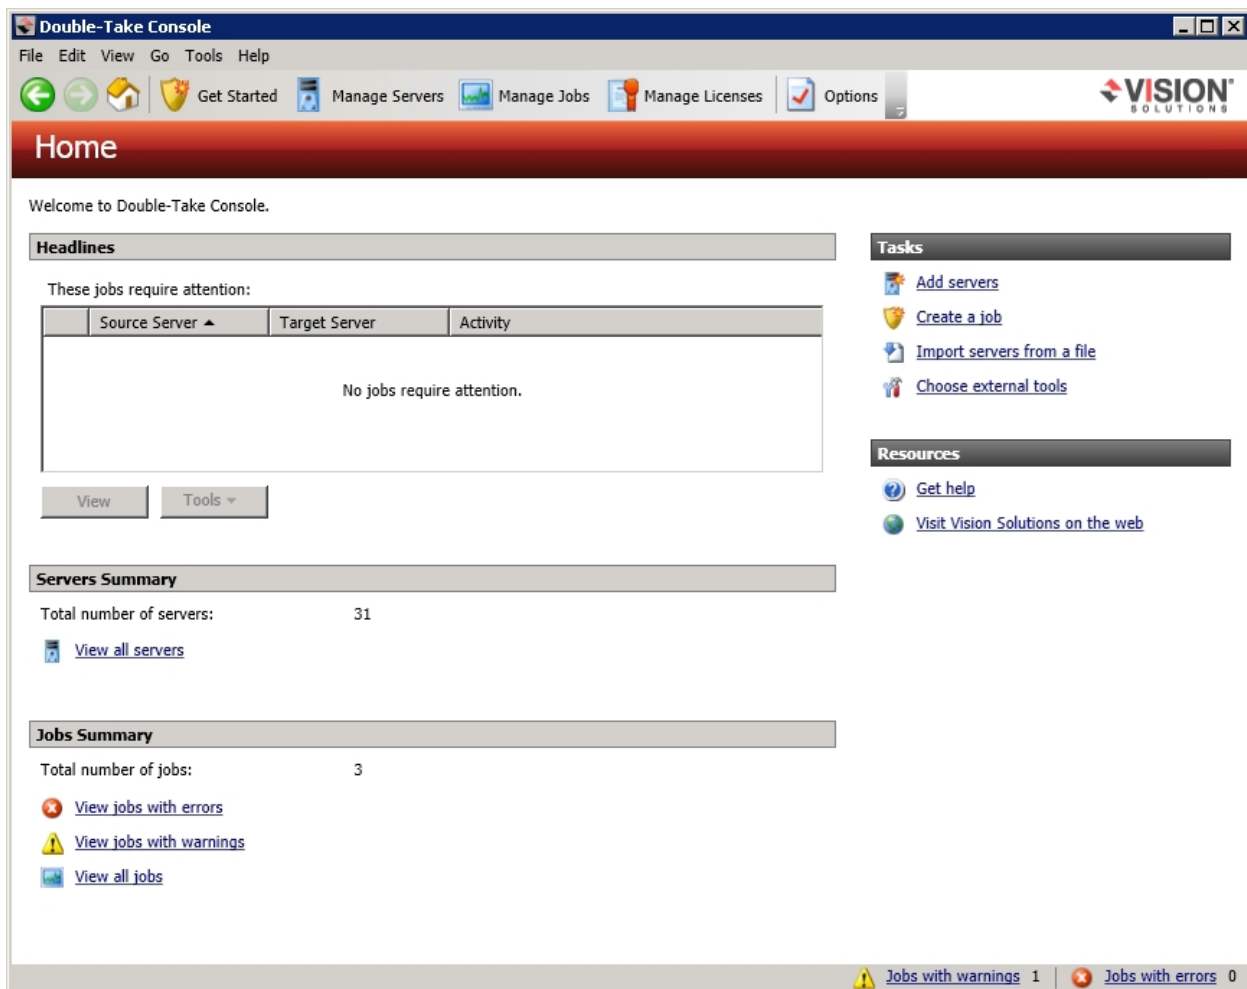 Double-Take Console
File Edit View Go Tools Help
Get Started Manage Servers Manage Jobs Manage Licenses Options
VISION®
SOLUTIONS
Home
Welcome to Double-Take Console.
Headlines
These jobs require attention:
Source Server Target Server Activity
No jobs require attention.
View Tools
Servers Summary
Total number of servers: 31
View all servers
Jobs Summary
Total number of jobs: 3
View jobs with errors
View jobs with warnings
View all jobs
Tasks
Add servers
Create a job
Import servers from a file
Choose external tools
Resources
Get help
Visit Vision Solutions on the web
Jobs with warnings 1 Jobs with errors 0